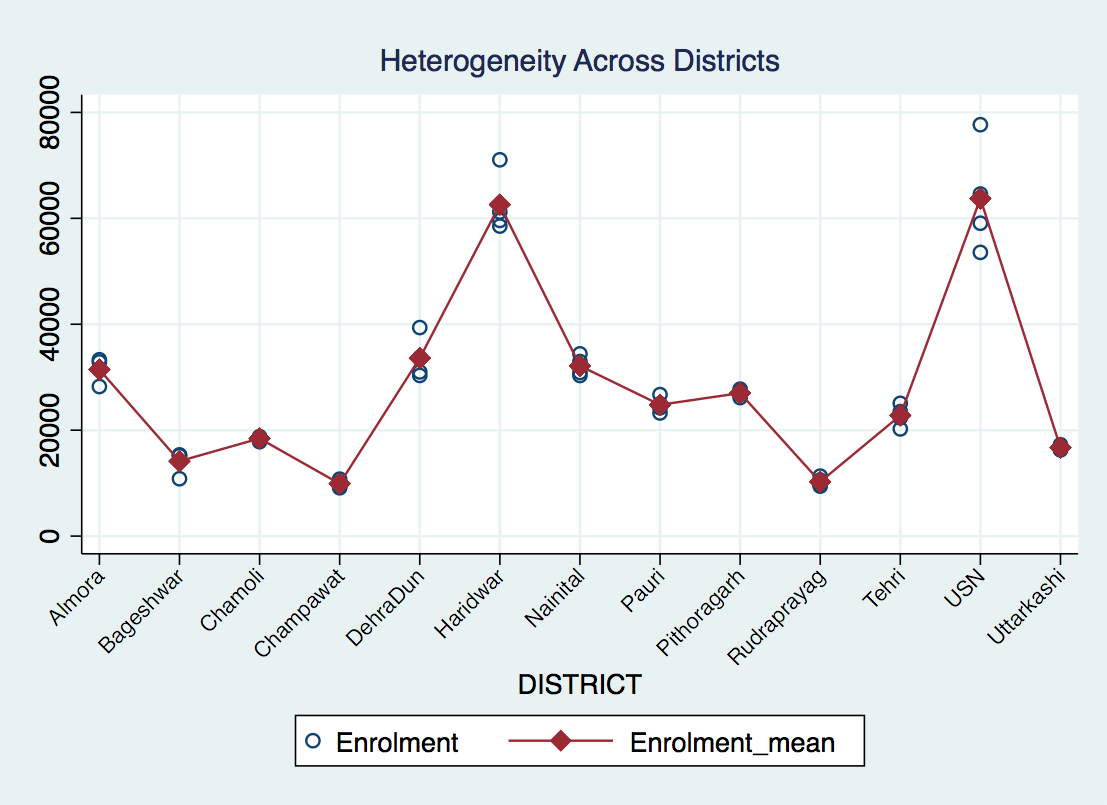 Heterogeneity Across Districts
80000
60000
40000
20000
0
Almora
Bageshwar
Chamoli
Champawat
DehraDun
Haridwar
Nainital
Pauri
Pithoragarh
Rudraprayag
Tehri
USN
Uttarkashi
DISTRICT
Enrolment Enrolment_mean